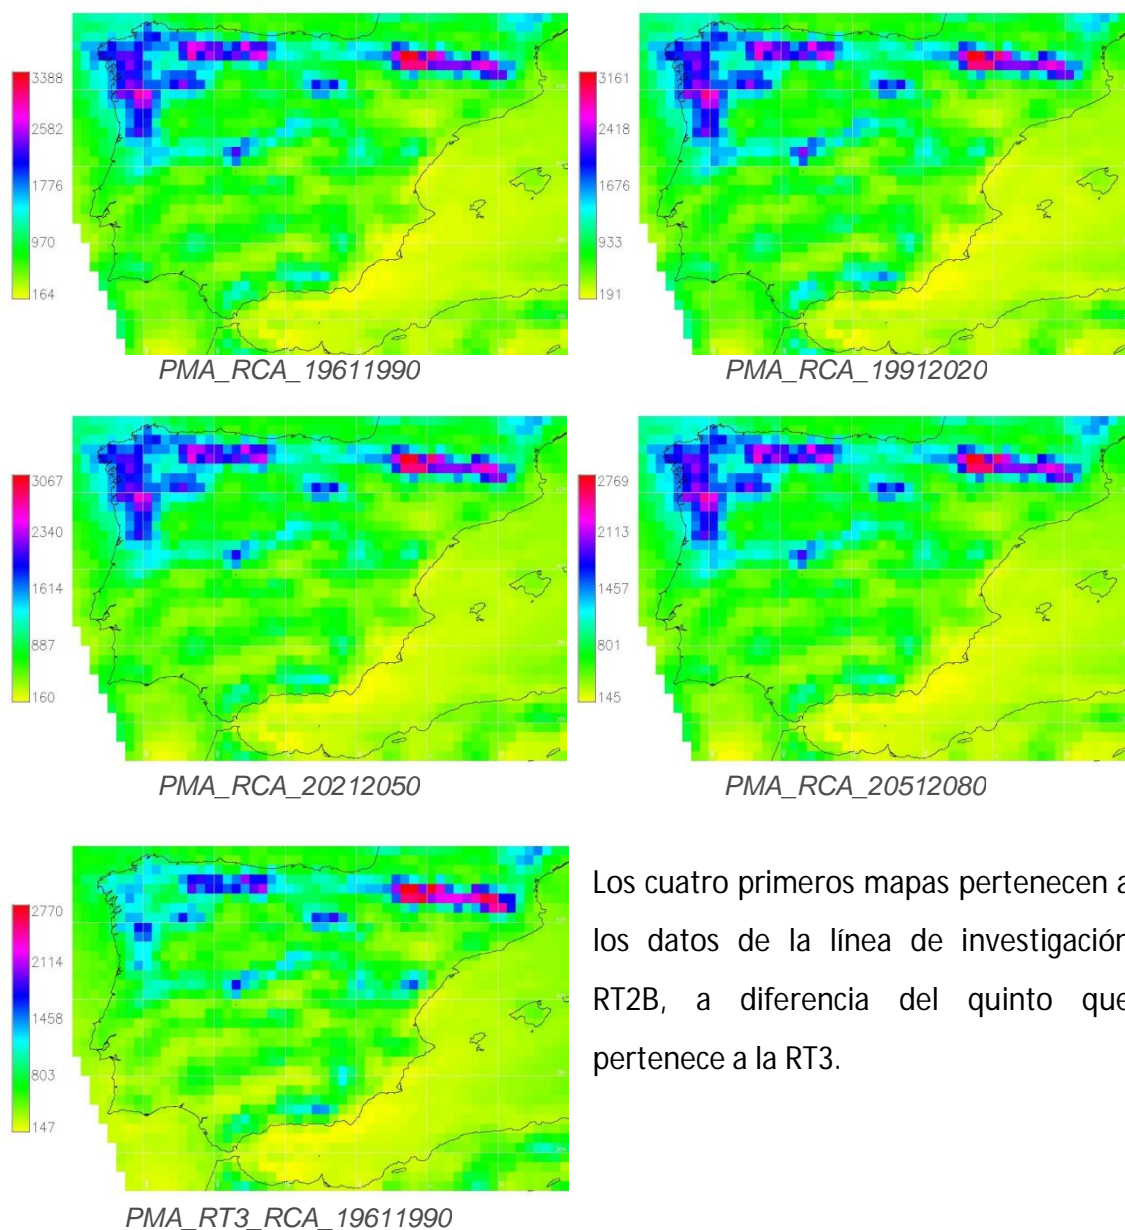 3388
2582
1776
970
164
PMA_RCA_19611990
3161
2418
1676
933
191
PMA_RCA_19912020
3067
2340
1614
887
160
PMA_RCA_20212050
2769
2113
1457
801
145
PMA_RCA_20512080
2770
2114
1458
803
147
PMA_RT3_RCA_19611990
Los cuatro primeros mapas pertenecen a
los datos de la línea de investigación
RT2B, a diferencia del quinto que
pertenece a la RT3.